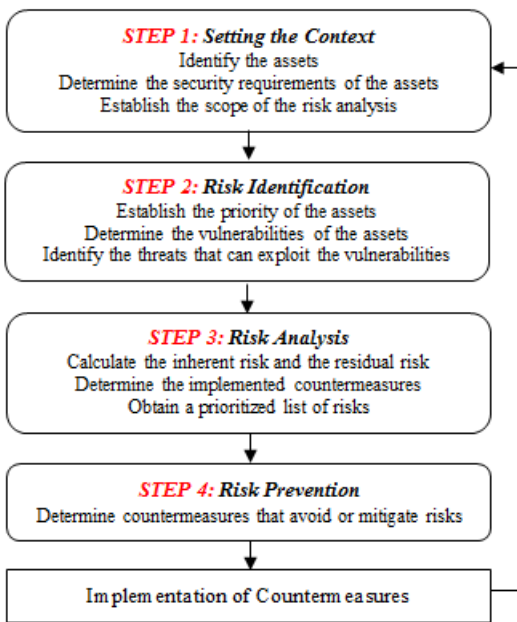 STEP 1: Setting the Context
Identify the assets
Determine the security requirements of the assets
Establish the scope of the risk analysis
STEP 2: Risk Identification
Establish the priority of the assets
Determine the vulnerabilities of the assets
Identify the threats that can exploit the vulnerabilities
STEP 3: Risk Analysis
Calculate the inherent risk and the residual risk
Determine the implemented countermeasures
Obtain a prioritized list of risks
STEP 4: Risk Prevention
Determine countermeasures that avoid or mitigate risks
Implementation of Countermeasures